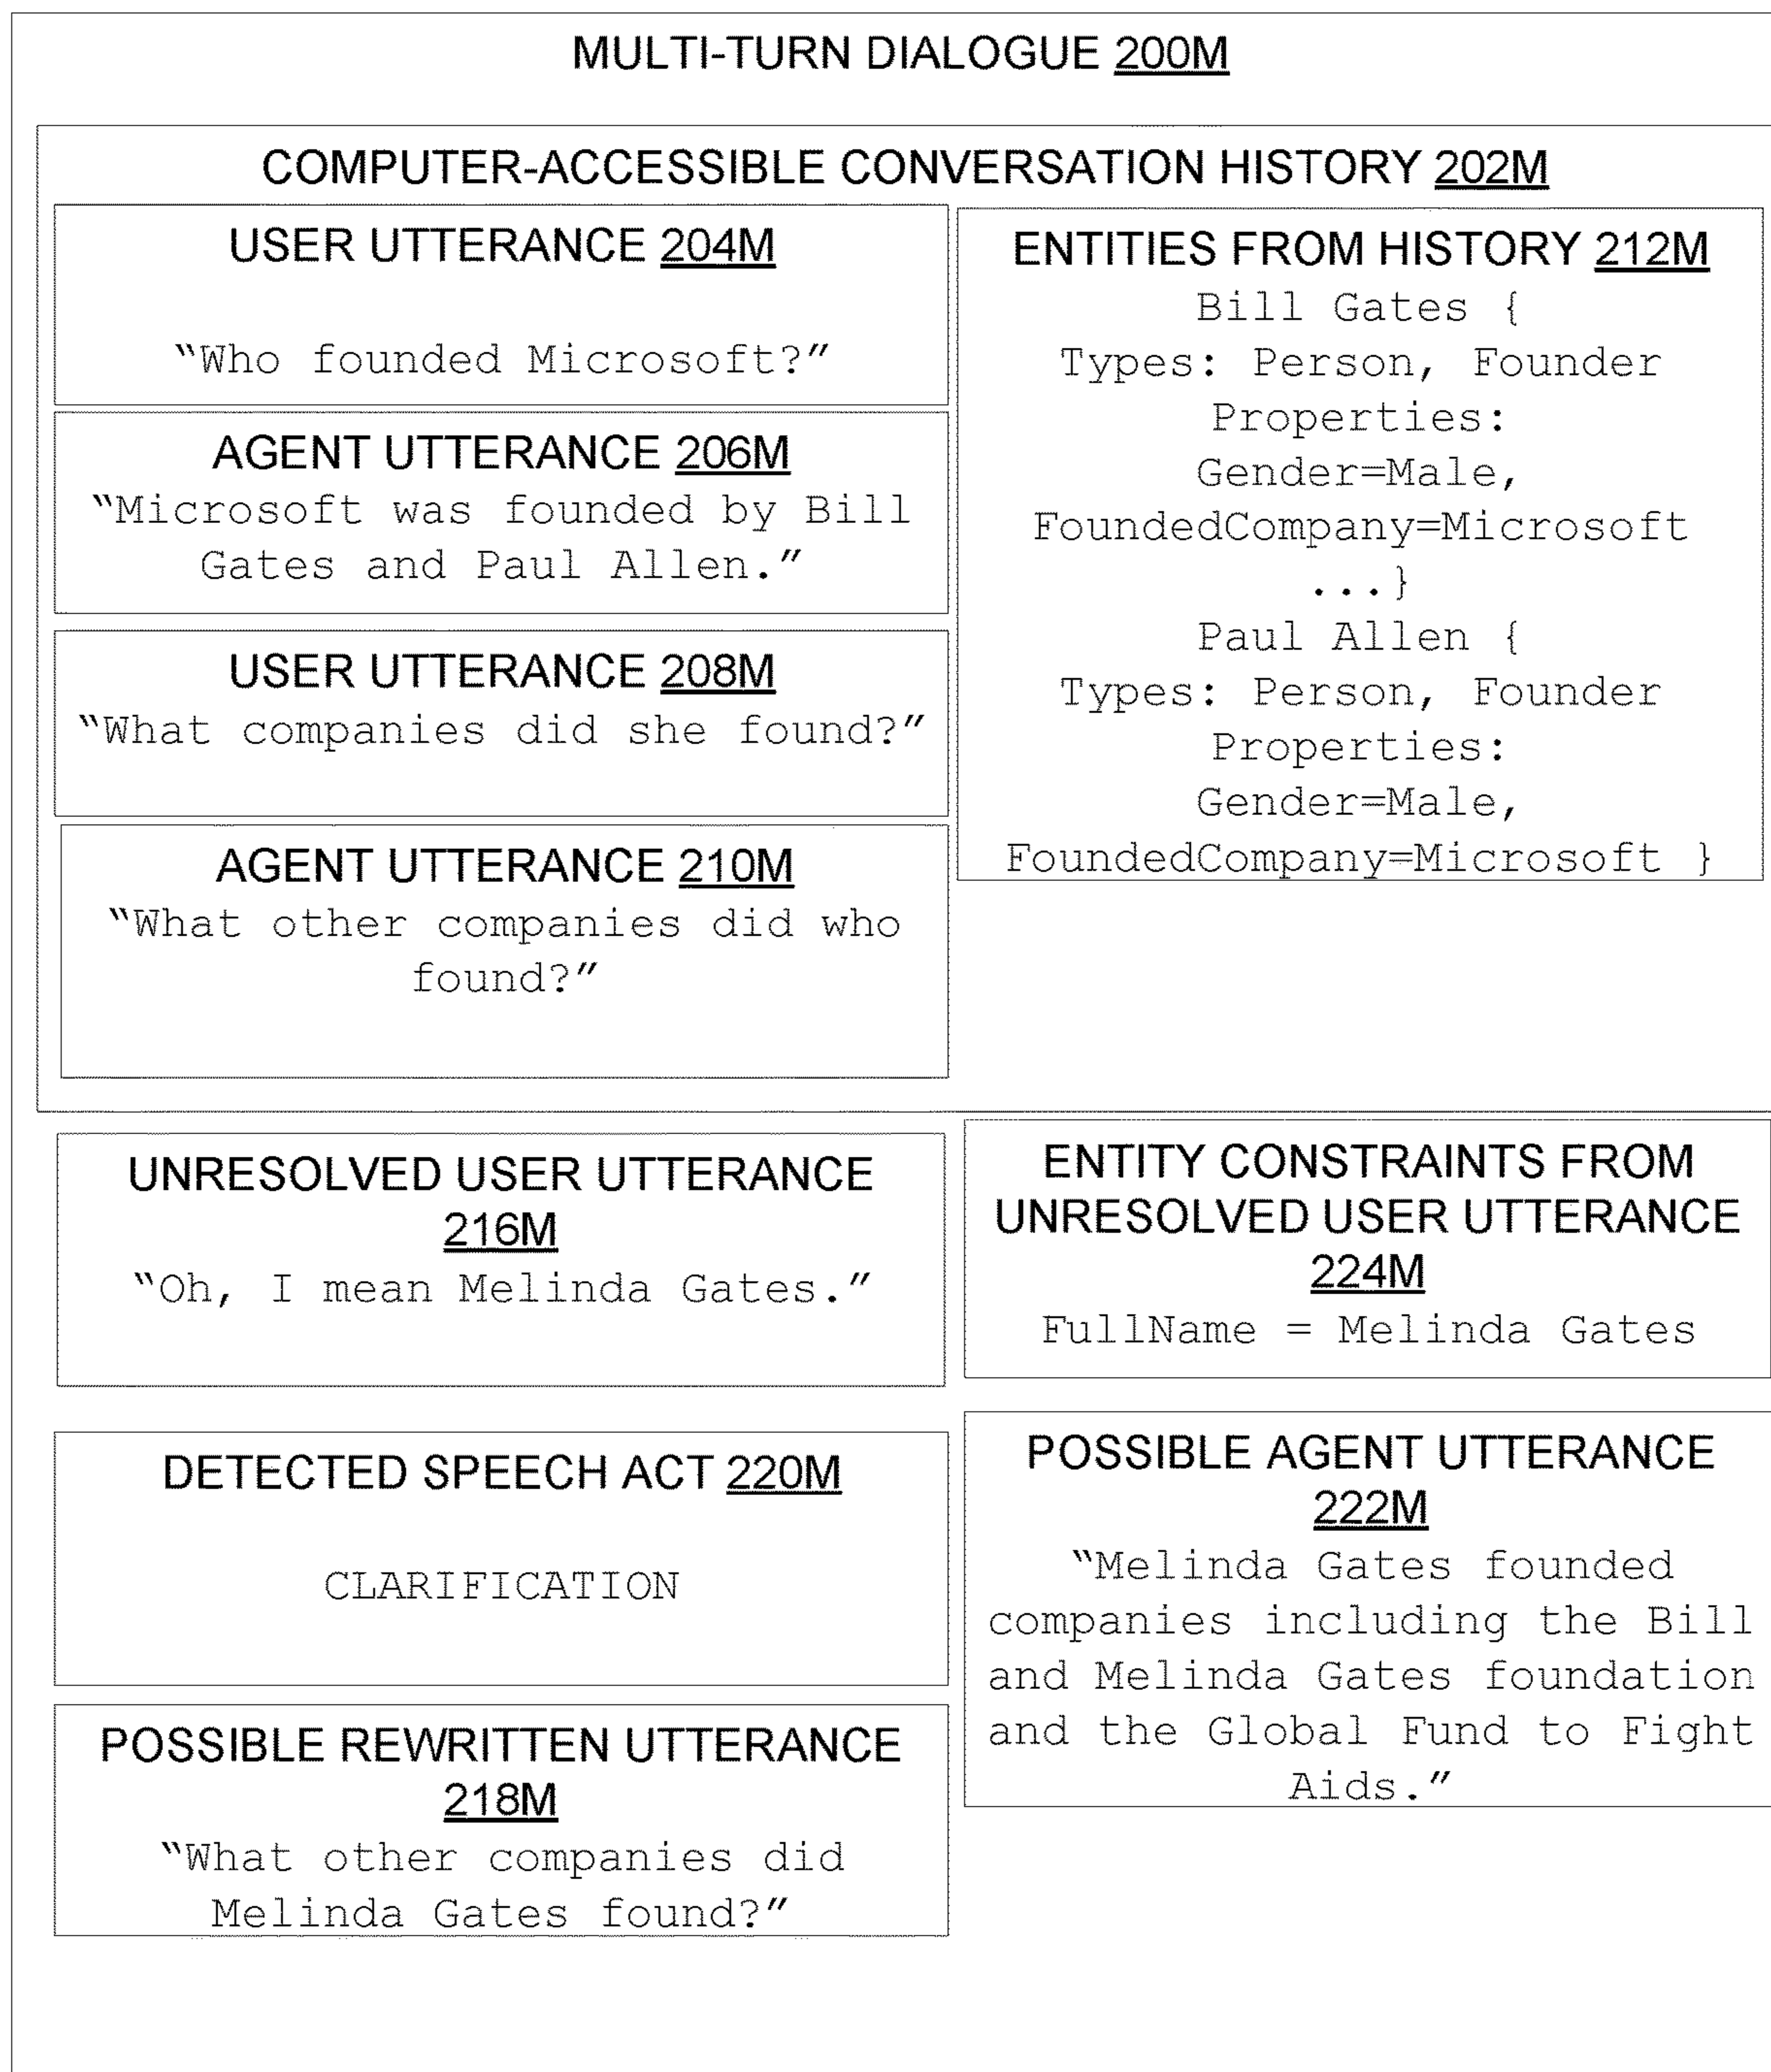 MULTI-TURN DIALOGUE 200M
COMPUTER-ACCESSIBLE CONVERSATION HISTORY 202M
USER UTTERANCE 204M
“Who founded Microsoft?”
AGENT UTTERANCE 206M
“Microsoft was founded by Bill
Gates and Paul Allen.”
USER UTTERANCE 208M
“What companies did she found?”
AGENT UTTERANCE 210M
“What other companies did who
found?”
ENTITIES FROM HISTORY 212M
Bill Gates {
Types: Person, Founder
Properties:
Gender=Male,
FoundedCompany=Microsoft
...}
Paul Allen {
Types: Person, Founder
Properties:
Gender=Male,
FoundedCompany=Microsoft }
UNRESOLVED USER UTTERANCE
216M
“Oh, I mean Melinda Gates.”
ENTITY CONSTRAINTS FROM
UNRESOLVED USER UTTERANCE
224M
FullName = Melinda Gates
DETECTED SPEECH ACT 220M
CLARIFICATION
POSSIBLE REWRITTEN UTTERANCE
218M
“What other companies did
Melinda Gates found?”
POSSIBLE AGENT UTTERANCE
222M
“Melinda Gates founded
companies including the Bill
and Melinda Gates foundation
and the Global Fund to Fight
Aids.”